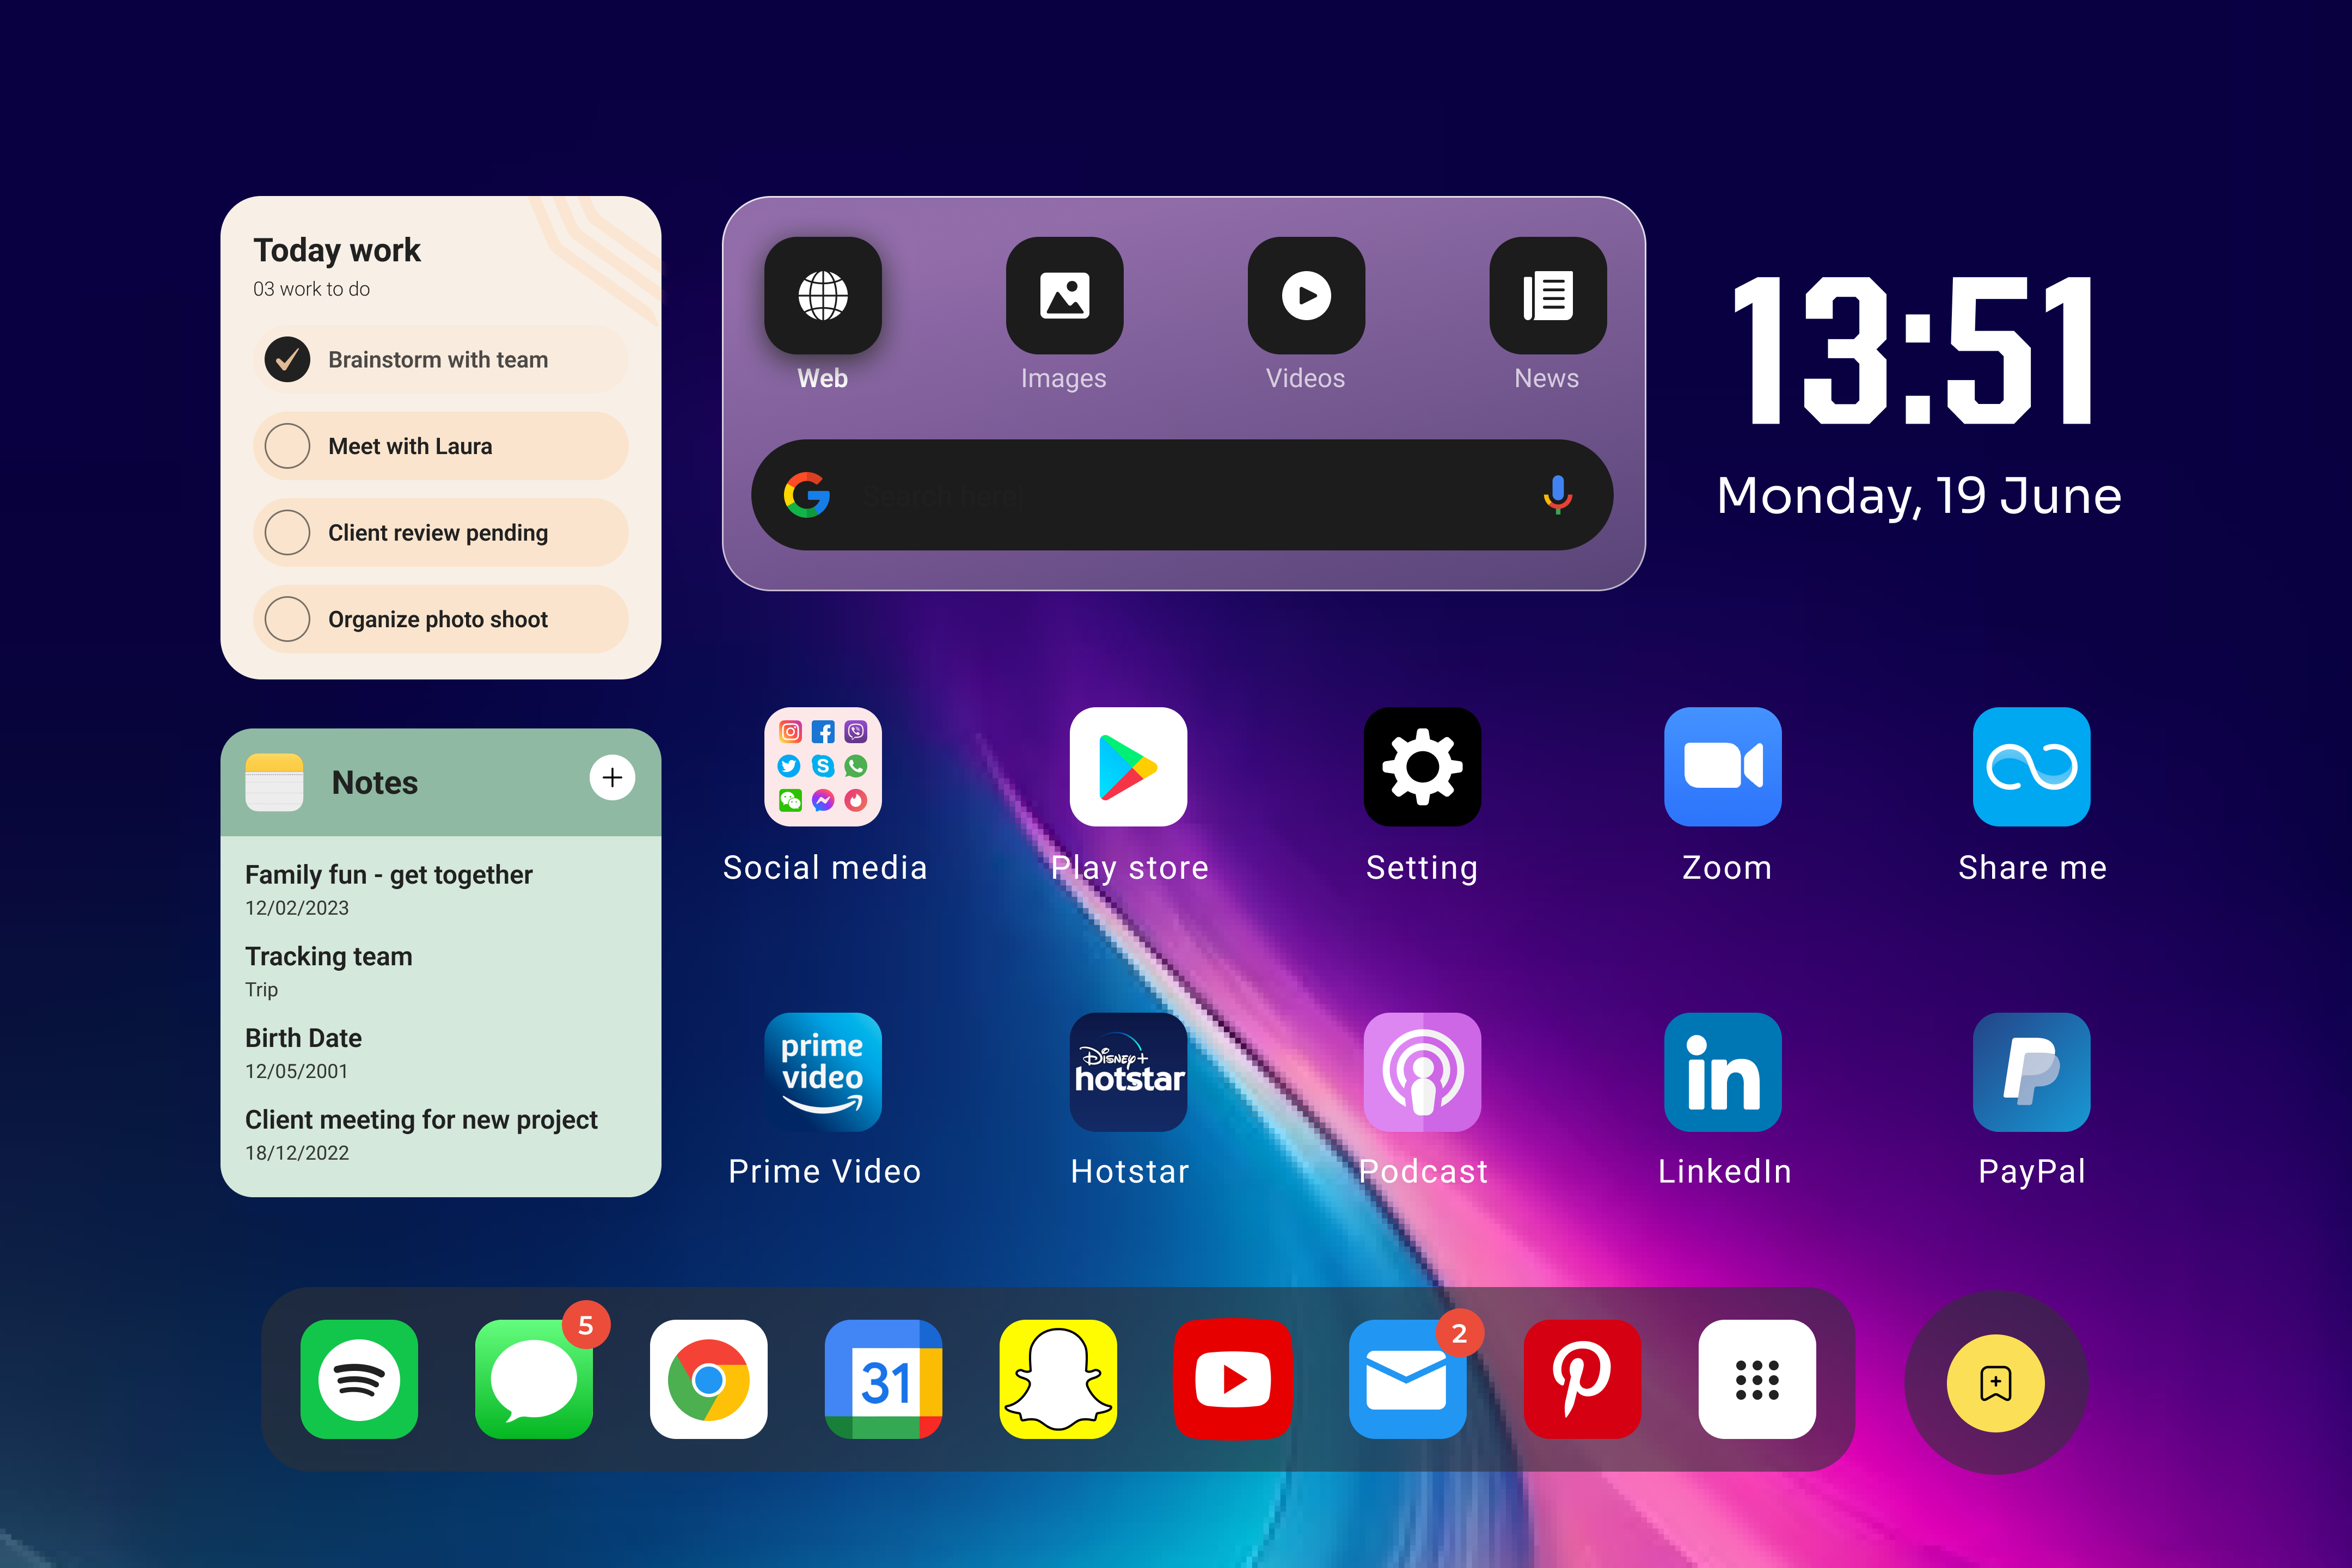 Today work
03 work to do
Brainstorm with team
Meet with Laura
Client review pending
Organize photo shoot
Web
Images
Videos
News
Search here!
13:51
Monday, 19 June
Notes
Family fun - get together
12/02/2023
Tracking team
Trip
Birth Date
12/05/2001
Client meeting for new project
18/12/2022
Social media
Play store
Setting
Zoom
Share me
prime
video
Disney+
hotstar
in
Prime Video
Hotstar
Podcast
LinkedIn
PayPal
5
31
2